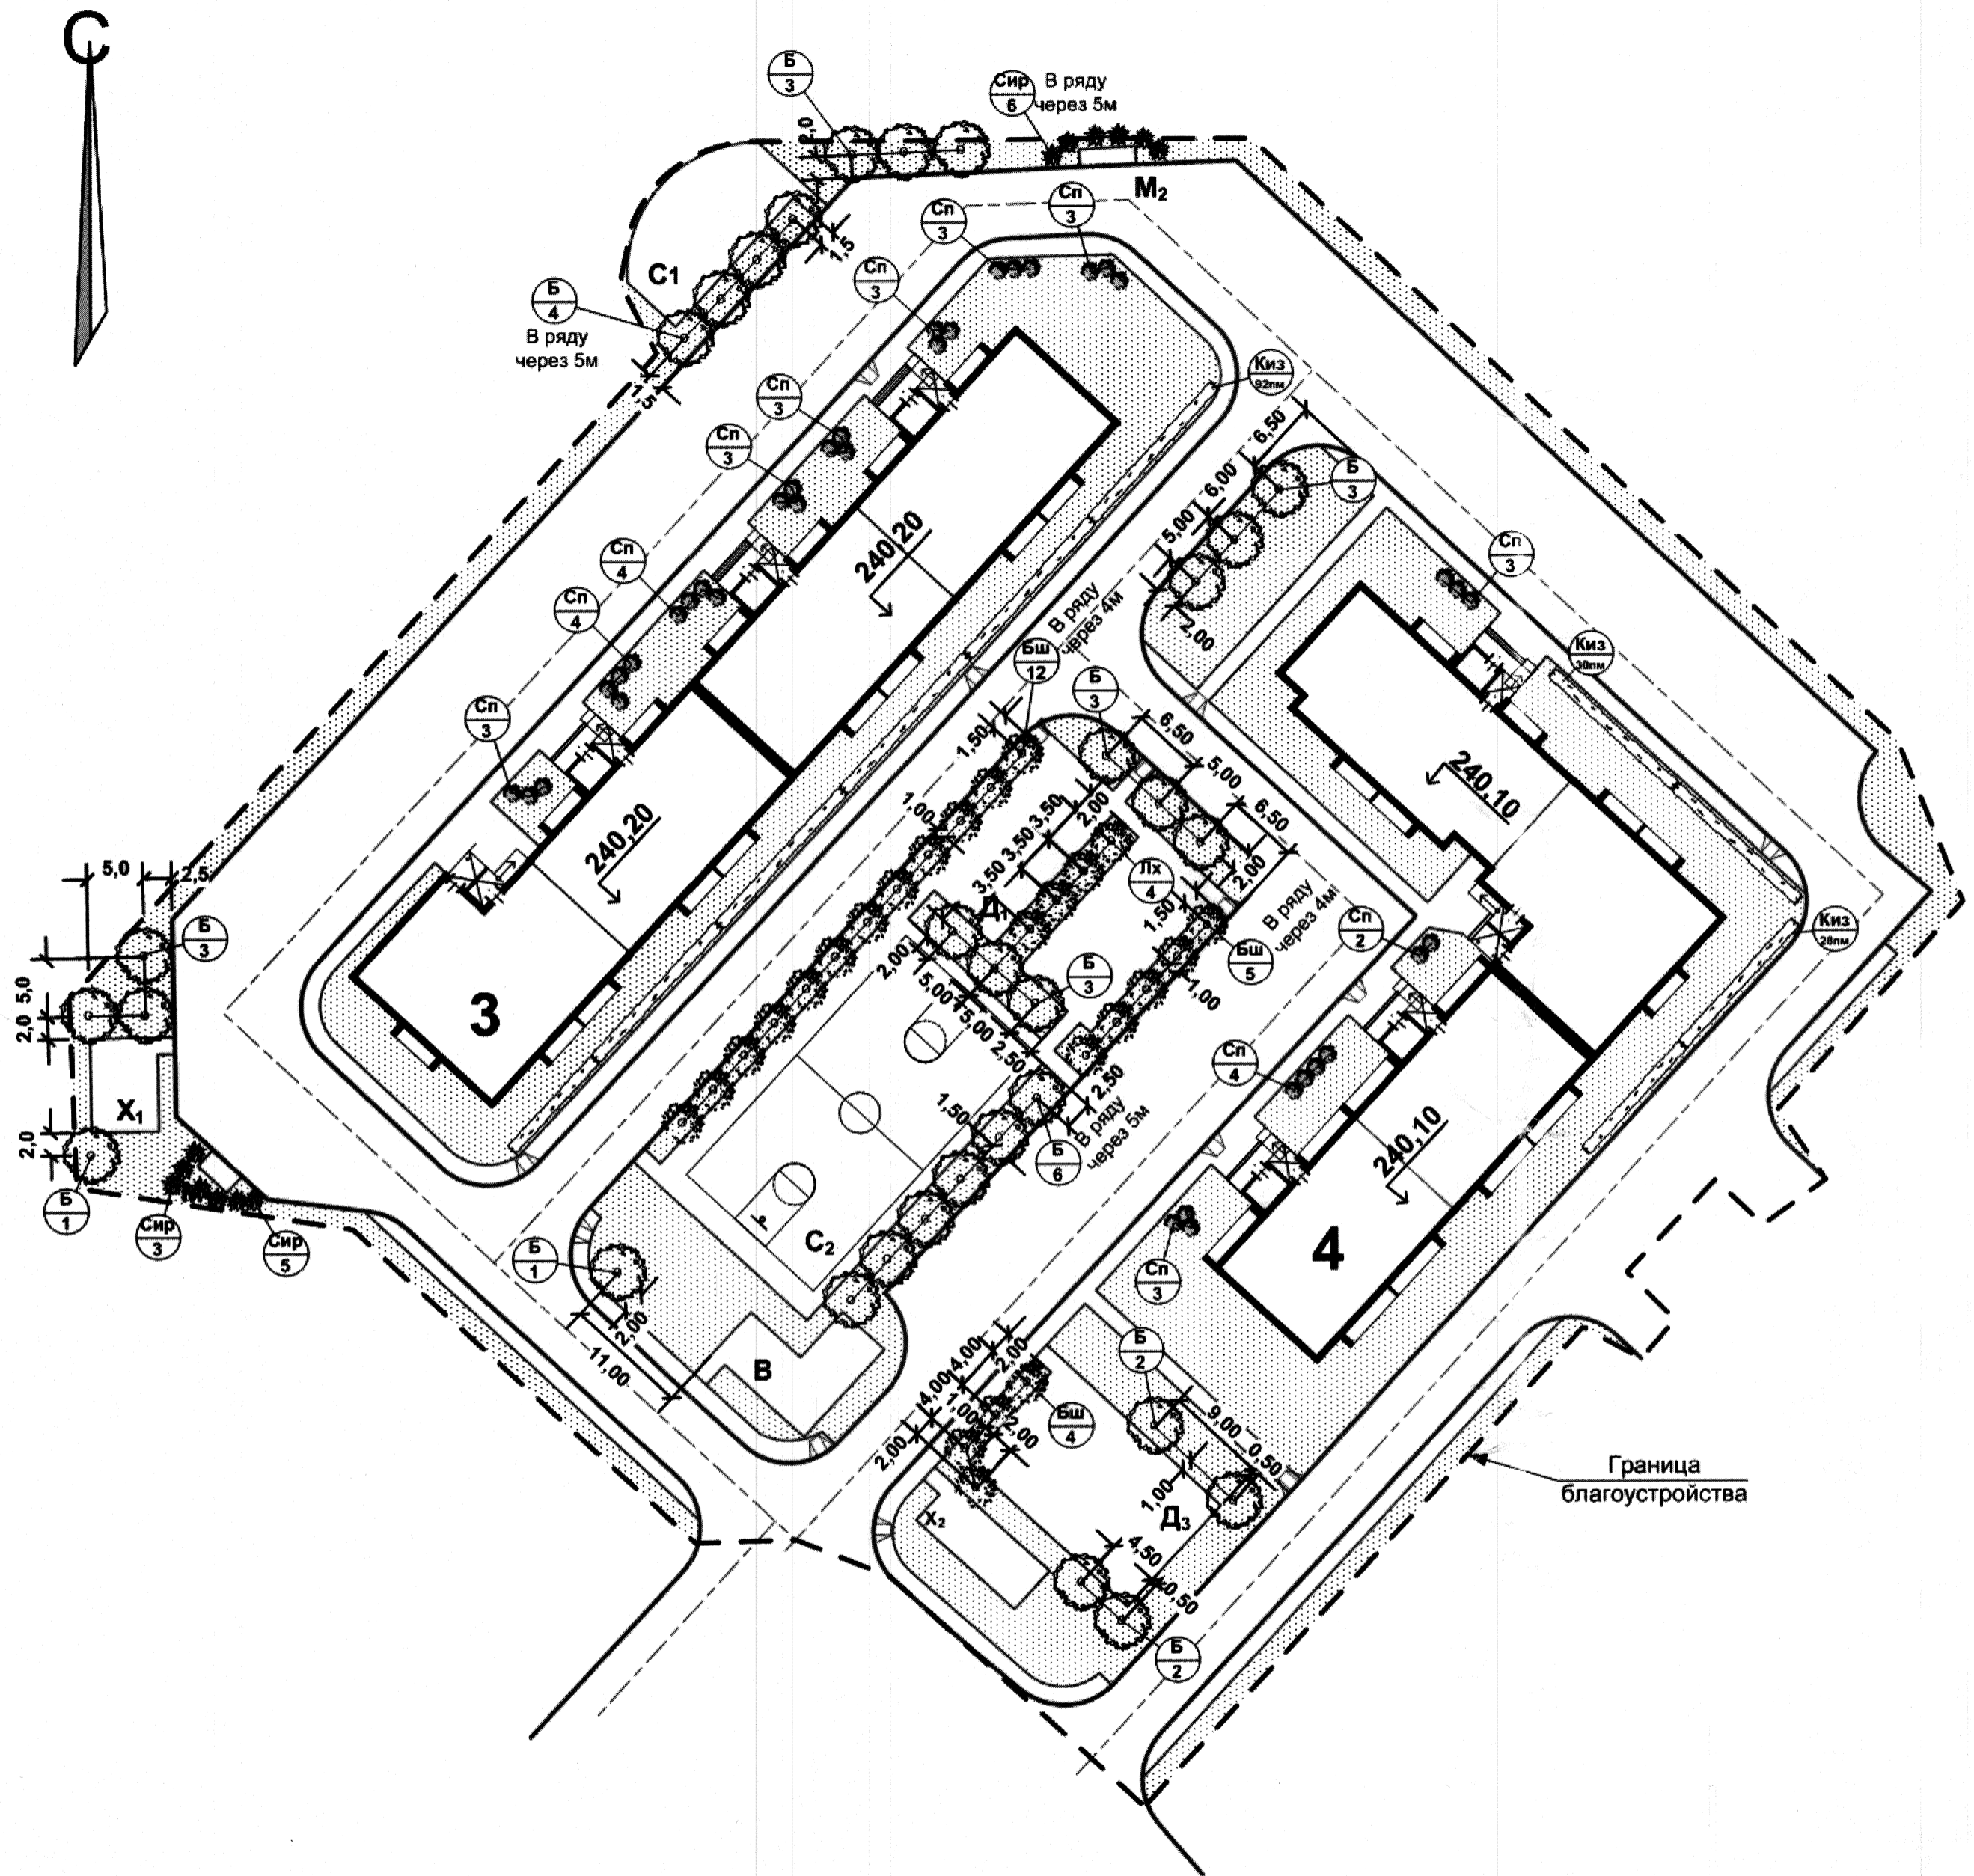 С
Б
3
Сир
6
В ряду
через 5м
2,0
М₂
Сп
3
Сп
3
1,5
С1
Сп
3
Б
4
В ряду
через 5м
1,5
Сп
3
Сп
3
Киз
92пм
6,50
6,00
5,00
Б
3
2,00
240,20
Сп
4
Сп
4
Сп
3
Сп
3
Киз
30пм
В ряду
через 4м
Бш
12
Б
3
1,50
6,50
5,00
6,50
2,00
240,10
240,20
1,00
3,50
3,50
3,50
2,00
Лх
4
Д₁
1,50
В ряду
через 4м
Бш
5
1,00
Сп
2
Киз
28пм
5,0
2,5
Б
3
5,0
2,0
3
2,00
5,00
5,00
2,50
Б
3
2,50
Х₁
2,0
Б
1
Сир
3
Сир
5
1,50
В ряду
через 5м
Б
6
Сп
4
240,10
4
Сп
3
С₂
Б
1
2,00
11,00
В
4,00
4,00
2,00
1,00
2,00
2,00
Бш
4
Б
2
9,00
0,50
1,00
Х₂
Д₃
4,50
0,50
Б
2
Граница
благоустройства